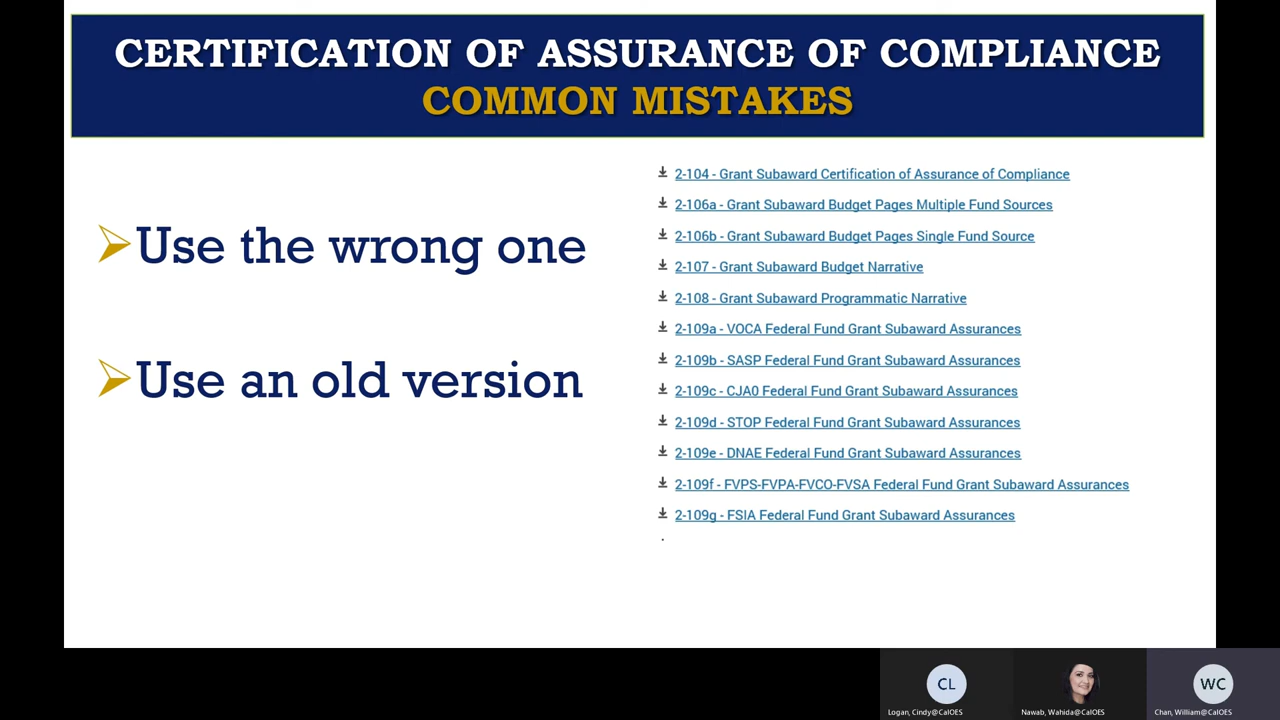 CERTIFICATION OF ASSURANCE OF COMPLIANCE
COMMON MISTAKES
Use the wrong one
Use an old version
2-104 - Grant Subaward Certification of Assurance of Compliance
2-106a - Grant Subaward Budget Pages Multiple Fund Sources
2-106b - Grant Subaward Budget Pages Single Fund Source
2-107 - Grant Subaward Budget Narrative
2-108 - Grant Subaward Programmatic Narrative
2-109a - VOCA Federal Fund Grant Subaward Assurances
2-109b - SASP Federal Fund Grant Subaward Assurances
2-109c - CJA0 Federal Fund Grant Subaward Assurances
2-109d - STOP Federal Fund Grant Subaward Assurances
2-109e - DNAE Federal Fund Grant Subaward Assurances
2-109f - FVPS-FVPA-FVCO-FVSA Federal Fund Grant Subaward Assurances
2-109g - FSIA Federal Fund Grant Subaward Assurances
CL
WC
Logan, Cindy@CalOES
Nawab, Wahida@CalOES
Chan, William@CalOES